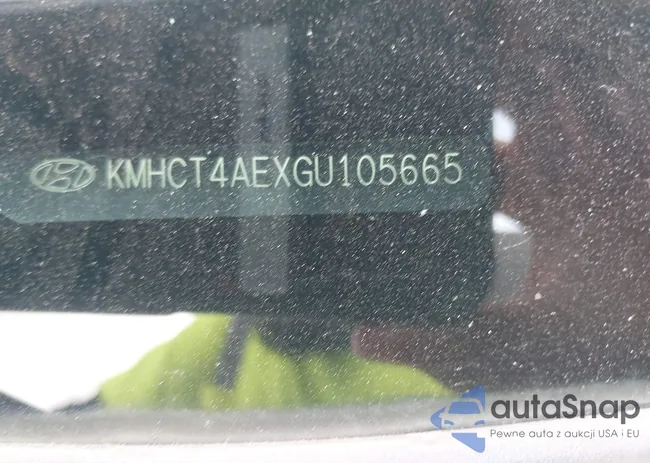 KMHCT4AEXGU105665
autaSnap
Pewne auta z aukcji USA i EU